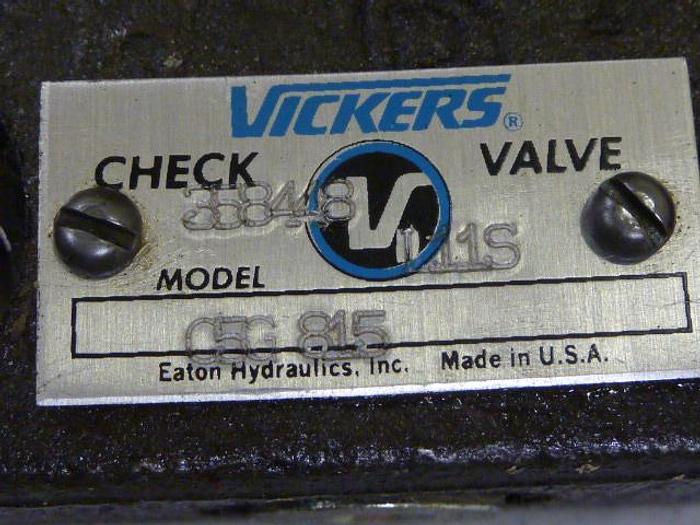 VICKERS®
CHECK VALVE
358448
V
MODEL
C5G 815
Eaton Hydraulics, Inc. Made in U.S.A.